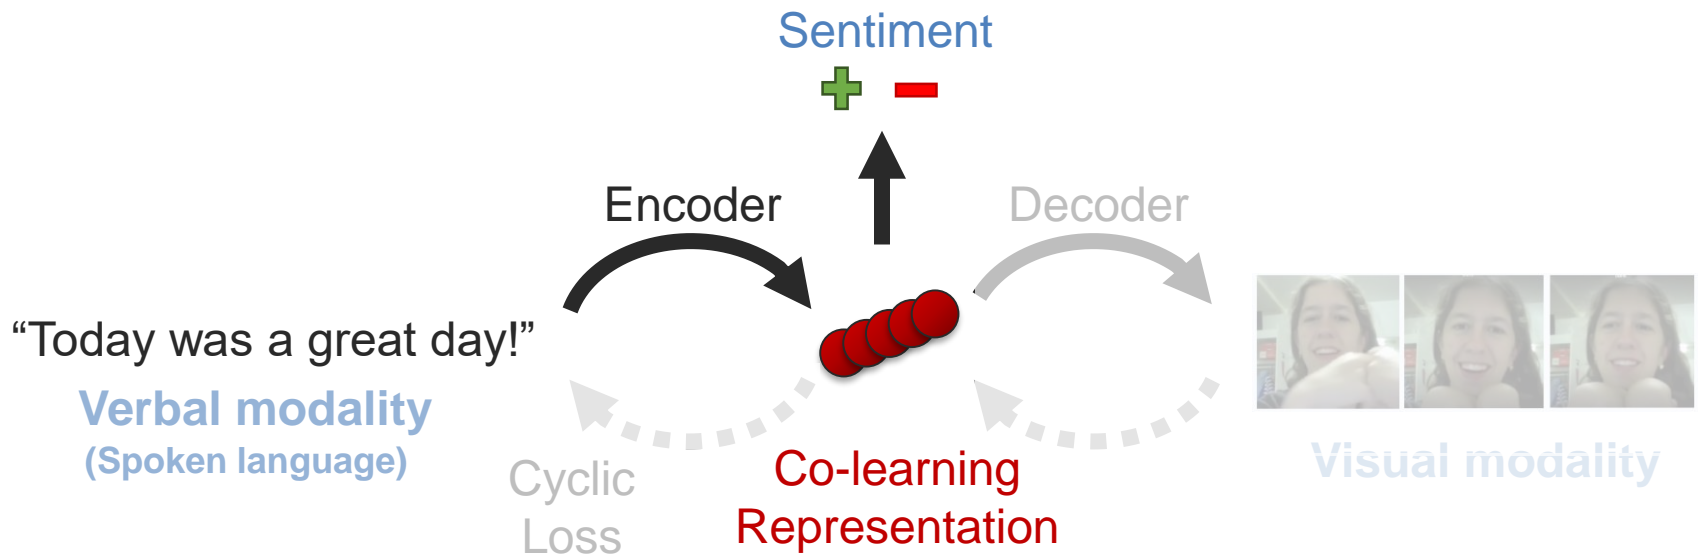 Sentiment
Encoder
Decoder
“Today was a great day!”
Verbal modality
(Spoken language)
Cyclic
Loss
Co-learning
Representation
Visual modality